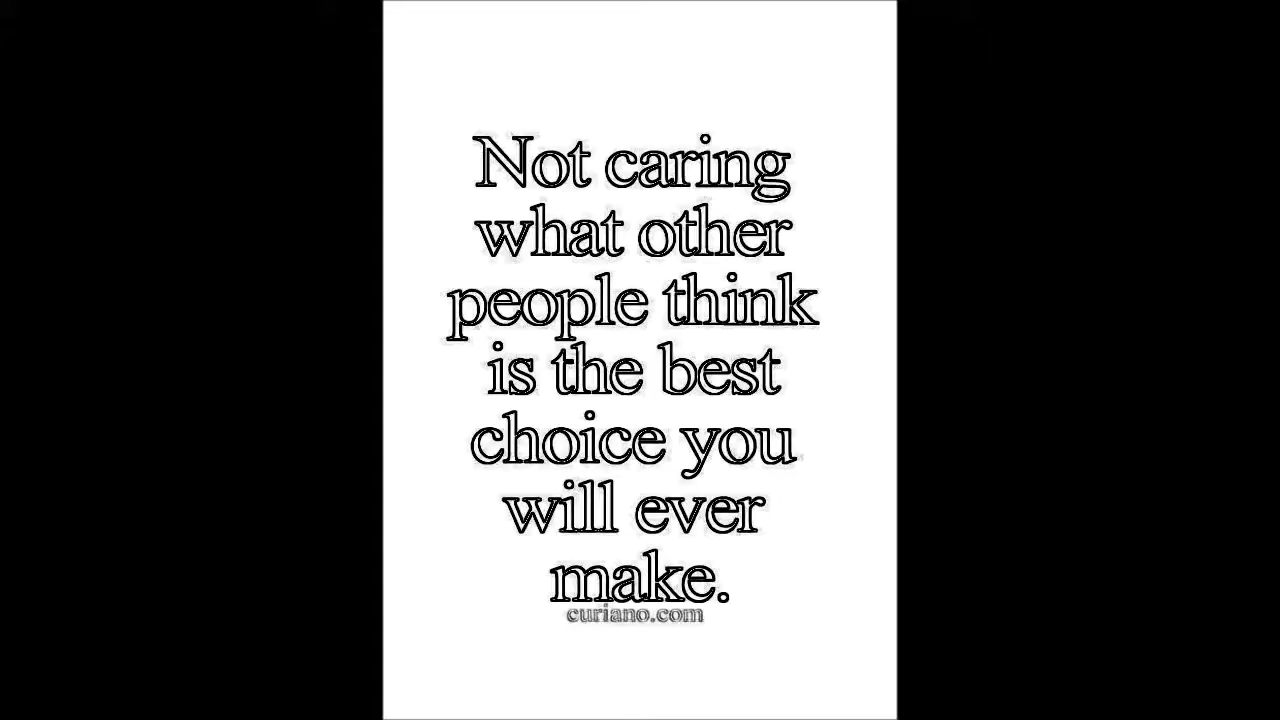 Not caring
what other
people think
is the best
choice you
will ever
make.
curiano.com